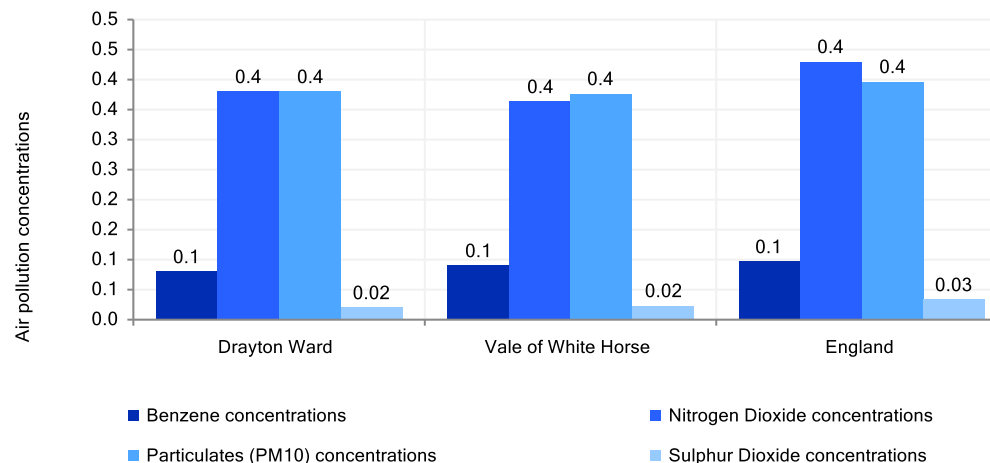 0.5
0.5
0.4
0.4
0.3
0.3
0.2
0.2
0.1
0.1
0.0
Air pollution concentrations
0.1 0.4 0.4 0.02
0.1 0.4 0.4 0.02
0.1 0.4 0.4 0.03
Drayton Ward Vale of White Horse England
Benzene concentrations Nitrogen Dioxide concentrations
Particulates (PM10) concentrations Sulphur Dioxide concentrations